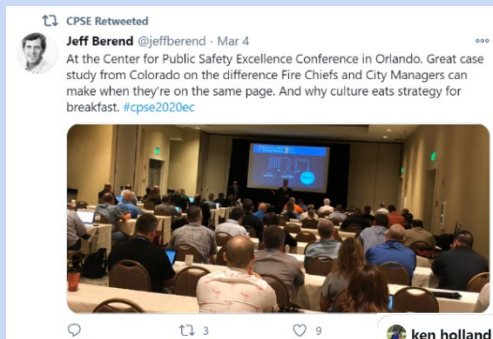 CPSE Retweeted
Jeff Berend @jeffberend · Mar 4
At the Center for Public Safety Excellence Conference in Orlando. Great case
study from Colorado on the difference Fire Chiefs and City Managers can
make when they're on the same page. And why culture eats strategy for
breakfast. #cpse2020ec
3
9
ken holland